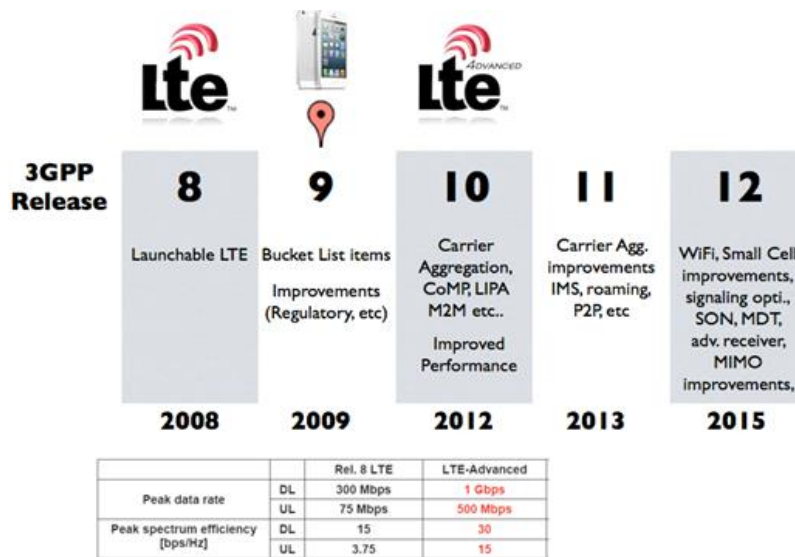 Lte™
Lte™
4DVANCED
3GPP
Release
8
9
10
11
12
Launchable LTE
Bucket List items
Improvements
(Regulatory, etc)
Carrier
Aggregation,
CoMP, LIPA
M2M etc..
Improved
Performance
Carrier Agg.
improvements
IMS, roaming,
P2P, etc
WiFi, Small Cell
improvements,
signaling opti.,
SON, MDT,
adv. receiver,
MIMO
improvements,
2008
2009
2012
2013
2015
Rel. 8 LTE LTE-Advanced
Peak data rate DL 300 Mbps 1 Gbps
UL 75 Mbps 500 Mbps
Peak spectrum efficiency
[bps/Hz] DL 15 30
UL 3.75 15